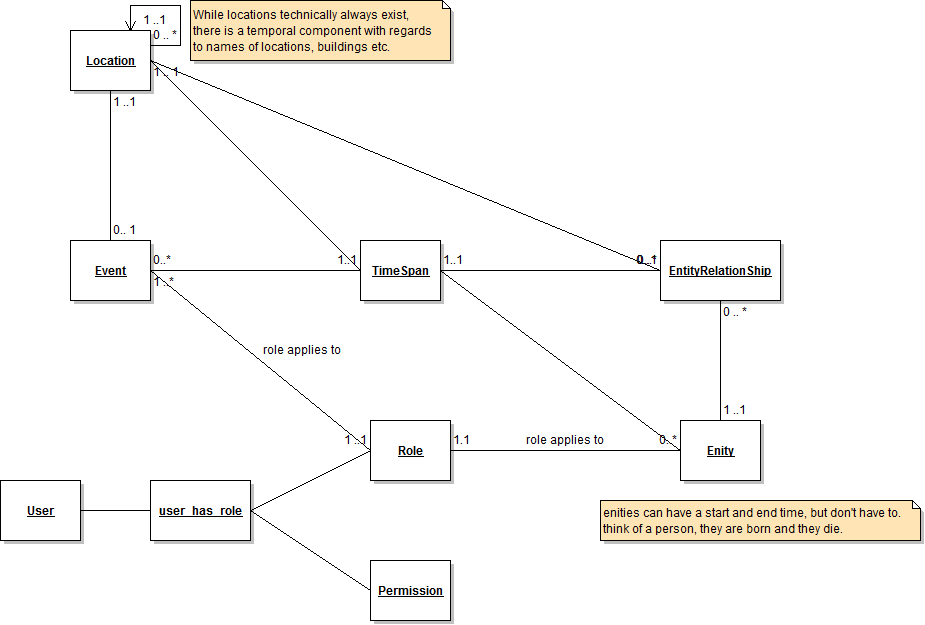 1 ..1
0 .. *
While locations technically always exist,
there is a temporal component with regards
to names of locations, buildings etc.
Location
1 .. 1
1 ..1
0.. 1
Event
0..*
1..1
TimeSpan
1..1
EntityRelationShip
1..*
0 .. *
role applies to
1 ..1
1..1
Role
1.1
role applies to
0..*
Enity
User
user_has_role
enities can have a start and end time, but don't have to.
think of a person, they are born and they die.
Permission